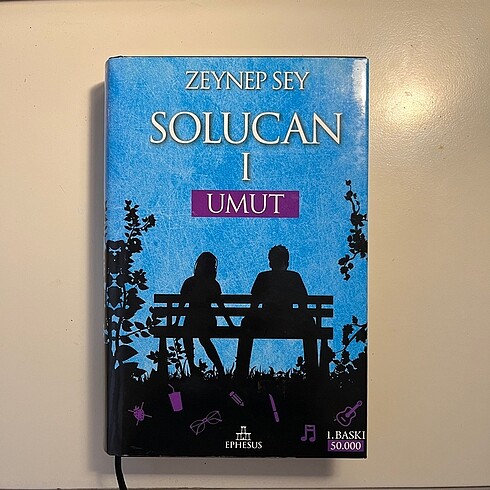 ZEYNEP SEY
SOLUCAN
I
UMUT
EPHESUS
1. BASKI
50.000